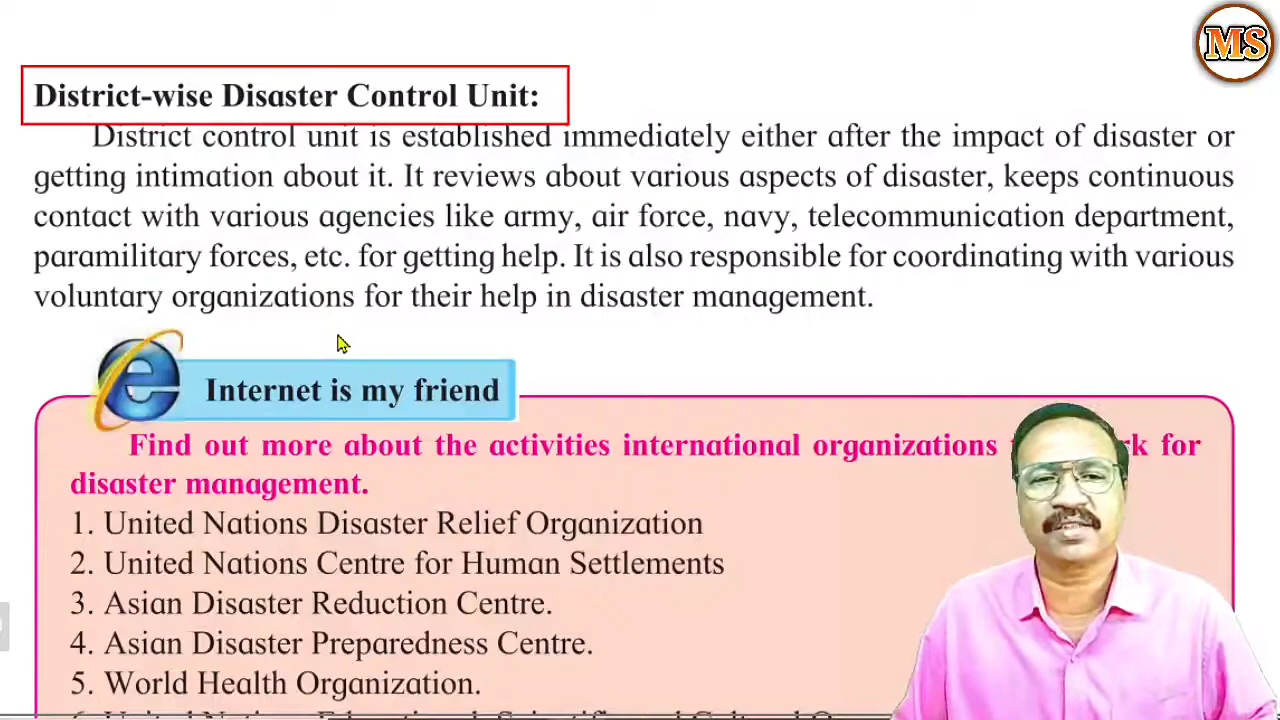 MS
District-wise Disaster Control Unit:
District control unit is established immediately either after the impact of disaster or
getting intimation about it. It reviews about various aspects of disaster, keeps continuous
contact with various agencies like army, air force, navy, telecommunication department,
paramilitary forces, etc. for getting help. It is also responsible for coordinating with various
voluntary organizations for their help in disaster management.
Internet is my friend
Find out more about the activities international organizations for
disaster management.
1. United Nations Disaster Relief Organization
2. United Nations Centre for Human Settlements
3. Asian Disaster Reduction Centre.
4. Asian Disaster Preparedness Centre.
5. World Health Organization.